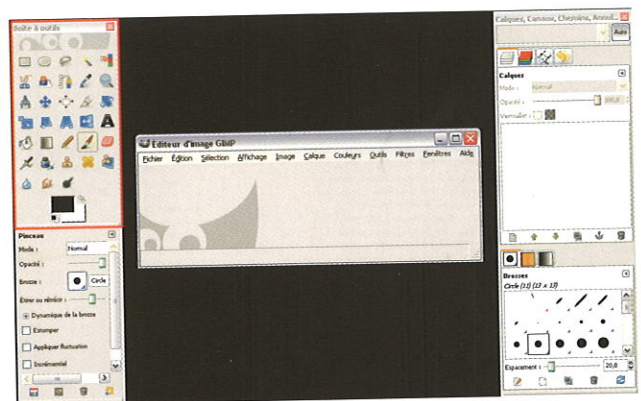 Boîte à outils
Pinceau
Mode : Normal
Opacité :
Brosse : Circle
Étirer ou rétrécir :
Dynamique de la brosse
Estomper
Appliquer fluctuation
Incrémentiel
Éditeur d'image GIMP
Fichier Édition Sélection Affichage Image Calque Couleurs Outils Filtres Fenêtres Aide
Calques, Canaux, Chemins, Annul...
Auto
Calques
Mode : Normal
Opacité : 100,0
Verrouiller :
Brosses
Circle (11) (13 x 13)
Espacement : 20,0